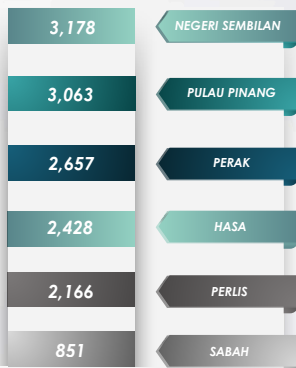 3,178 NEGERI SEMBILAN
3,063 PULAU PINANG
2,657 PERAK
2,428 HASA
2,166 PERLIS
851 SABAH